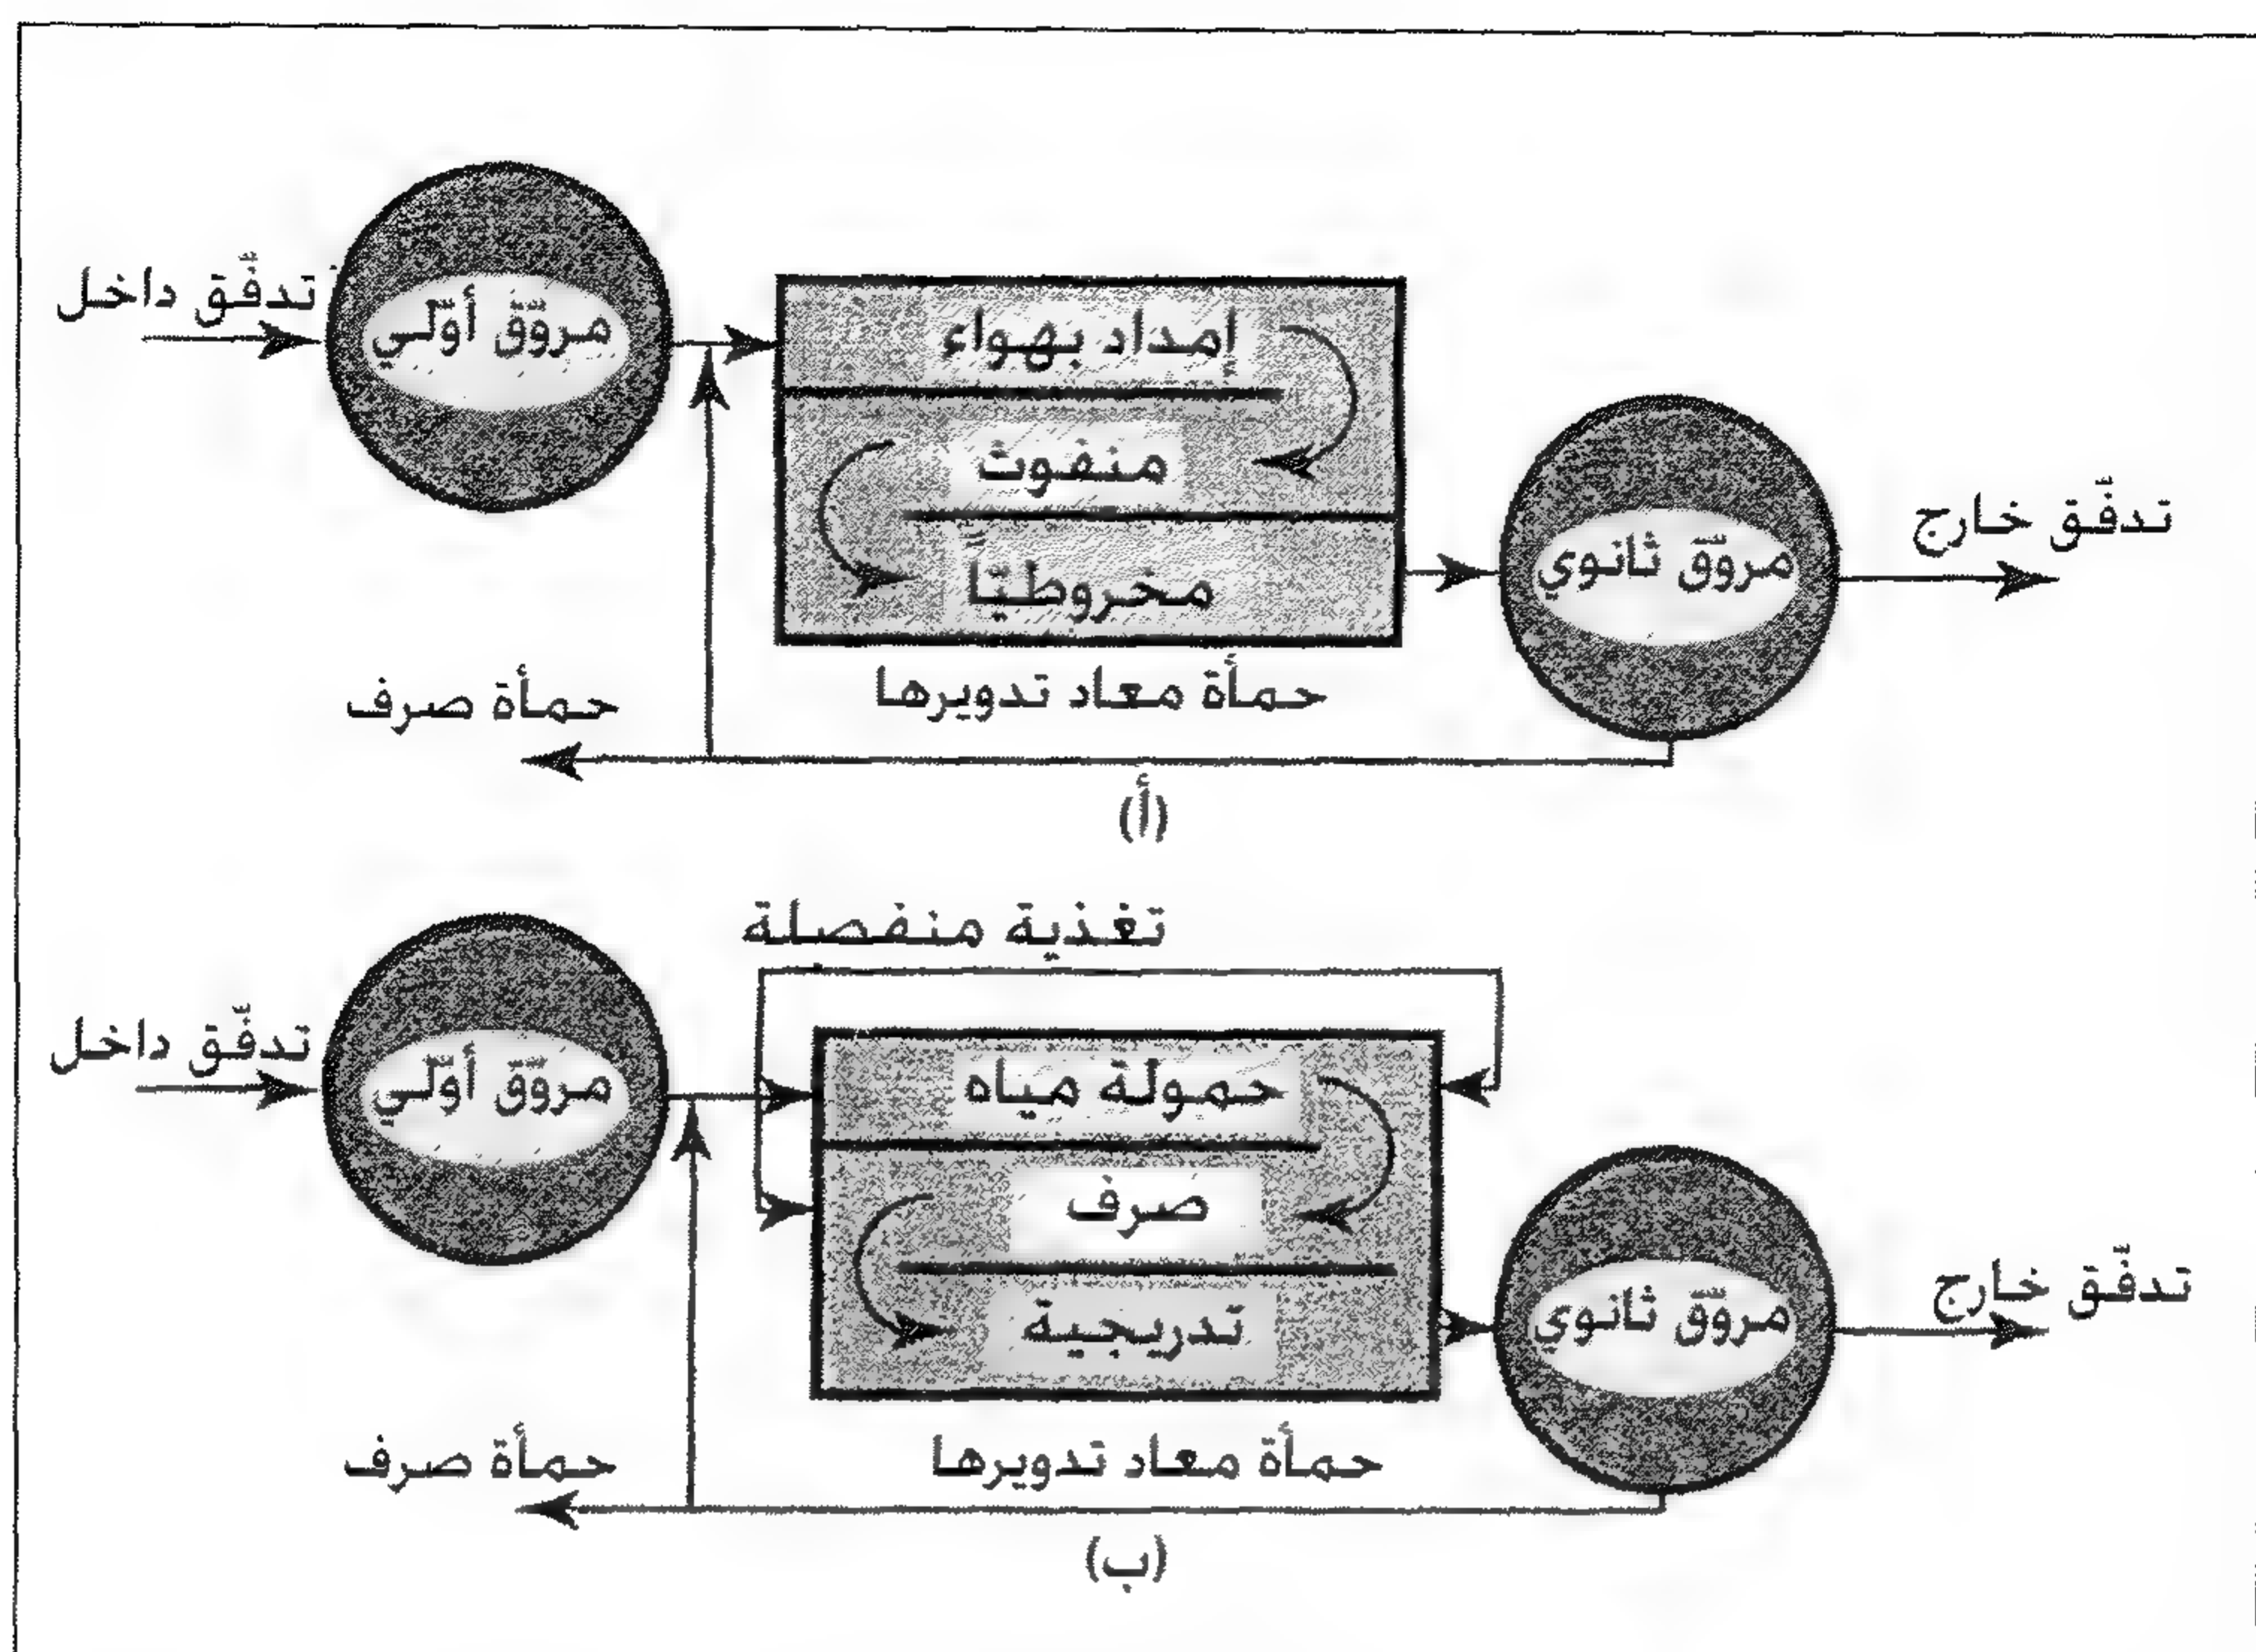 تدفّق داخل
مروّق أوّلي
إمداد بهواء
منفوث
مخروطيّاً
مروّق ثانوي
تدفّق خارج
حمأة صرف
حمأة معاد تدويرها
(أ)
تغذية منفصلة
تدفّق داخل
مروّق أوّلي
حمولة مياه
صرف
تدريجية
مروّق ثانوي
تدفّق خارج
حمأة صرف
حمأة معاد تدويرها
(ب)